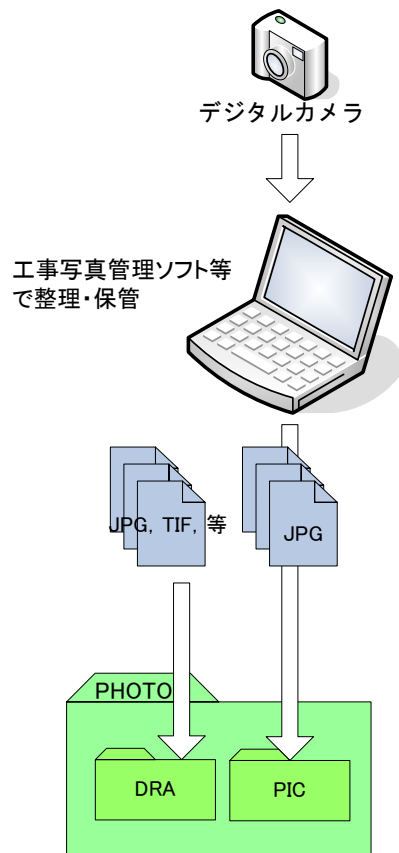 デジタルカメラ
工事写真管理ソフト等
で整理・保管
JPG, TIF, 等
JPG
PHOTO
DRA
PIC